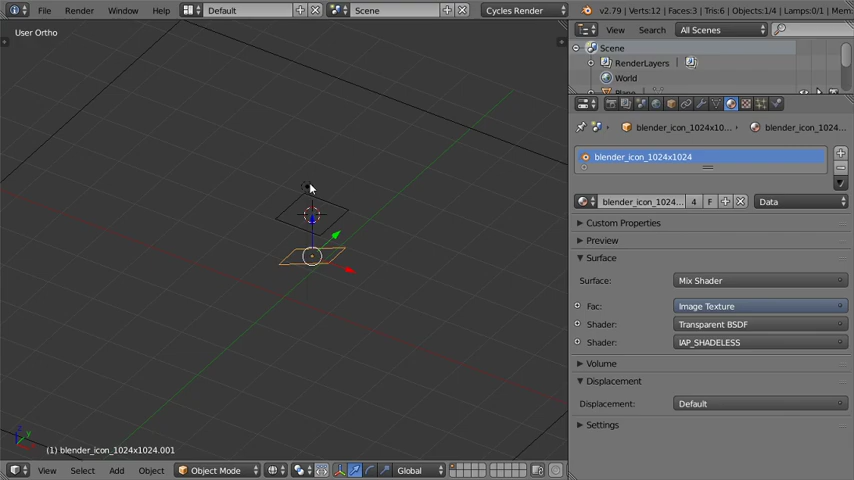 File Render Window Help Default Scene Cycles Render v2.79 | Verts:12 | Faces:3 | Tris:6 | Objects:1/4 | Lamps:0/1 |
View Search All Scenes
User Ortho
Scene
RenderLayers
World
Plane
blender_icon_1024x10... blender_icon_1024...
blender_icon_1024x1024
blender_icon_1024... 4 F Data
Custom Properties
Preview
Surface
Surface: Mix Shader
Fac: Image Texture
Shader: Transparent BSDF
Shader: IAP_SHADELESS
Volume
Displacement
Displacement: Default
Settings
z y
(1) blender_icon_1024x1024.001
View Select Add Object Object Mode Global